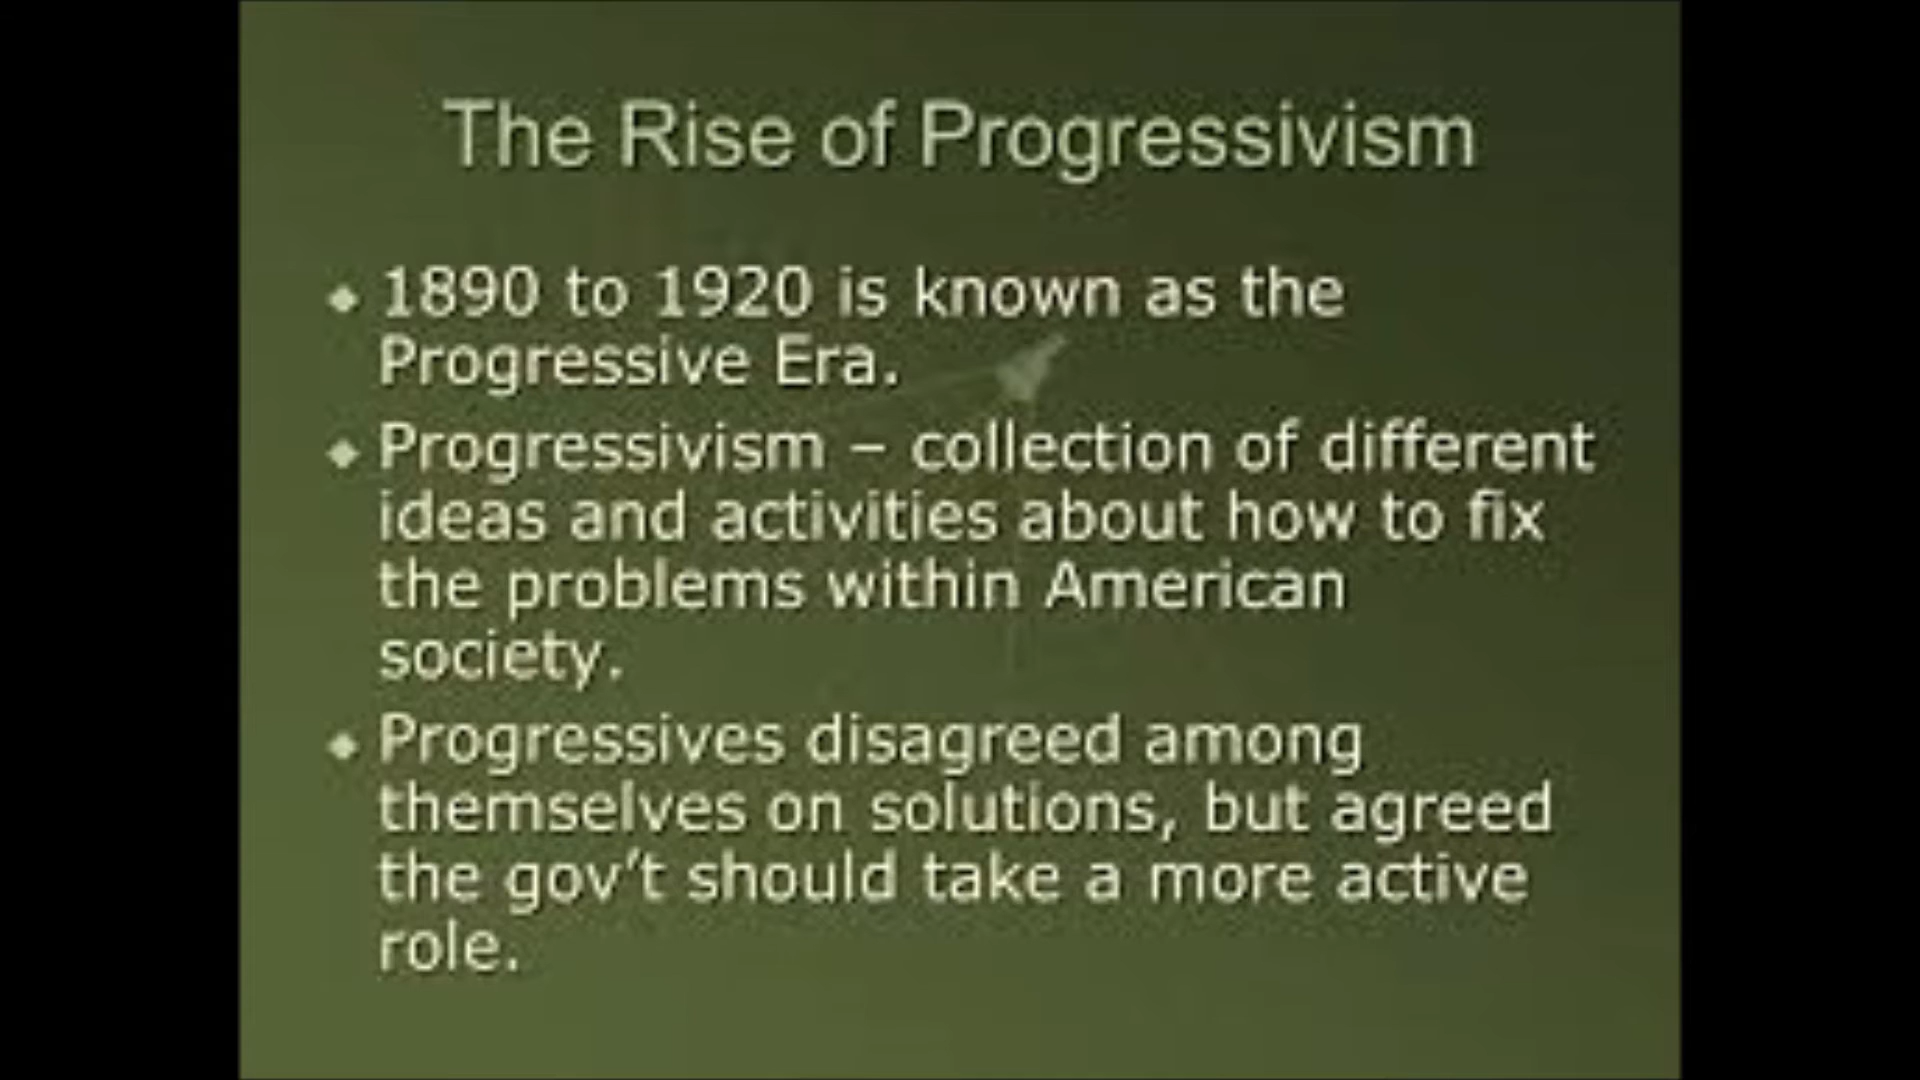 The Rise of Progressivism
1890 to 1920 is known as the
Progressive Era.
Progressivism – collection of different
ideas and activities about how to fix
the problems within American
society.
Progressives disagreed among
themselves on solutions, but agreed
the gov’t should take a more active
role.